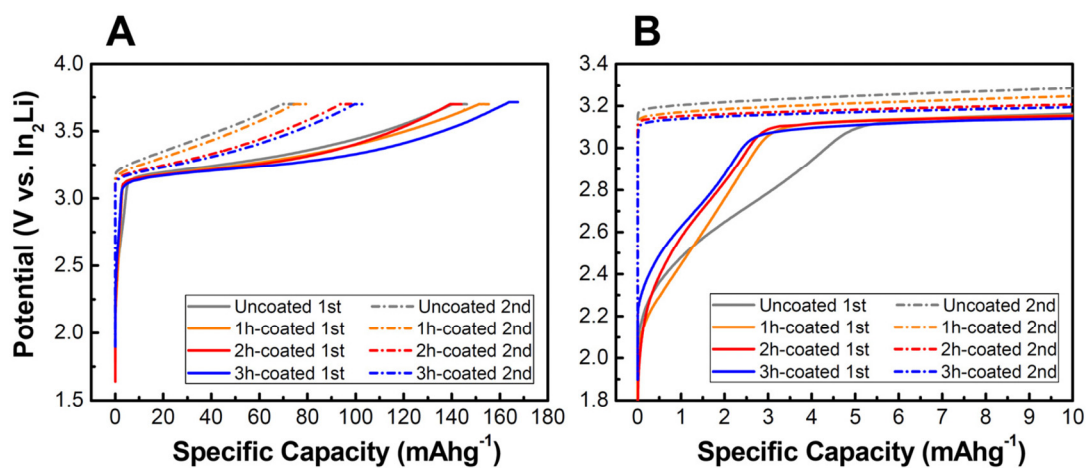 A
B
Potential (V vs. In₂Li)
4.0
3.5
3.0
2.5
2.0
1.5
0 20 40 60 80 100 120 140 160 180
Specific Capacity (mAhg⁻¹)
Uncoated 1st Uncoated 2nd
1h-coated 1st 1h-coated 2nd
2h-coated 1st 2h-coated 2nd
3h-coated 1st 3h-coated 2nd
3.4
3.2
3.0
2.8
2.6
2.4
2.2
2.0
1.8
0 1 2 3 4 5 6 7 8 9 10
Specific Capacity (mAhg⁻¹)
Uncoated 1st Uncoated 2nd
1h-coated 1st 1h-coated 2nd
2h-coated 1st 2h-coated 2nd
3h-coated 1st 3h-coated 2nd